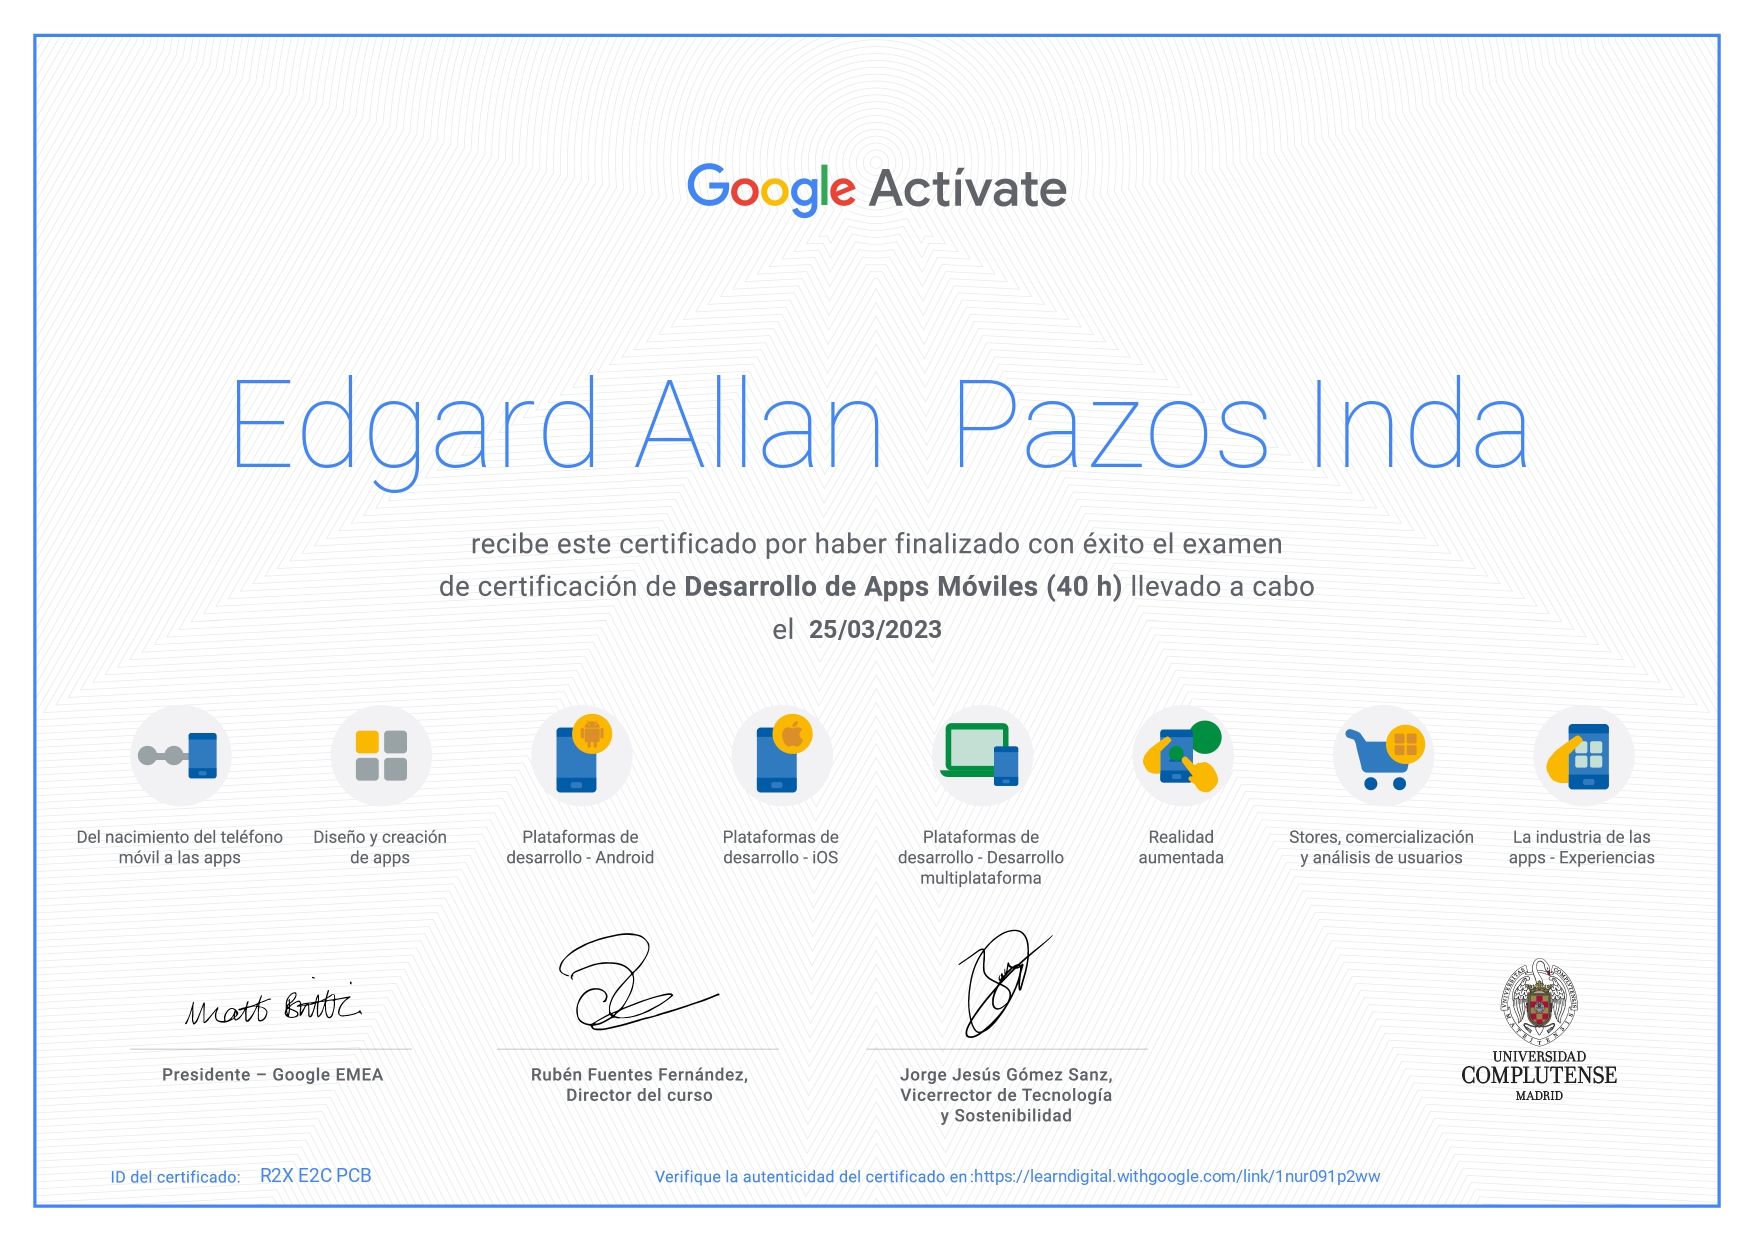 Google Actívate
Edgard Allan Pazos Inda
recibe este certificado por haber finalizado con éxito el examen
de certificación de Desarrollo de Apps Móviles (40 h) llevado a cabo
el 25/03/2023
Del nacimiento del teléfono
móvil a las apps
Diseño y creación
de apps
Plataformas de
desarrollo - Android
Plataformas de
desarrollo - iOS
Plataformas de
desarrollo - Desarrollo
multiplataforma
Realidad
aumentada
Stores, comercialización
y análisis de usuarios
La industria de las
apps - Experiencias
Matt Brittin
Presidente – Google EMEA
Rubén Fuentes Fernández,
Director del curso
Jorge Jesús Gómez Sanz,
Vicerrector de Tecnología
y Sostenibilidad
UNIVERSITAS COMPLUTENSIS MATRITENSIS
UNIVERSIDAD
COMPLUTENSE
MADRID
ID del certificado: R2X E2C PCB
Verifique la autenticidad del certificado en:https://learndigital.withgoogle.com/link/1nur091p2ww